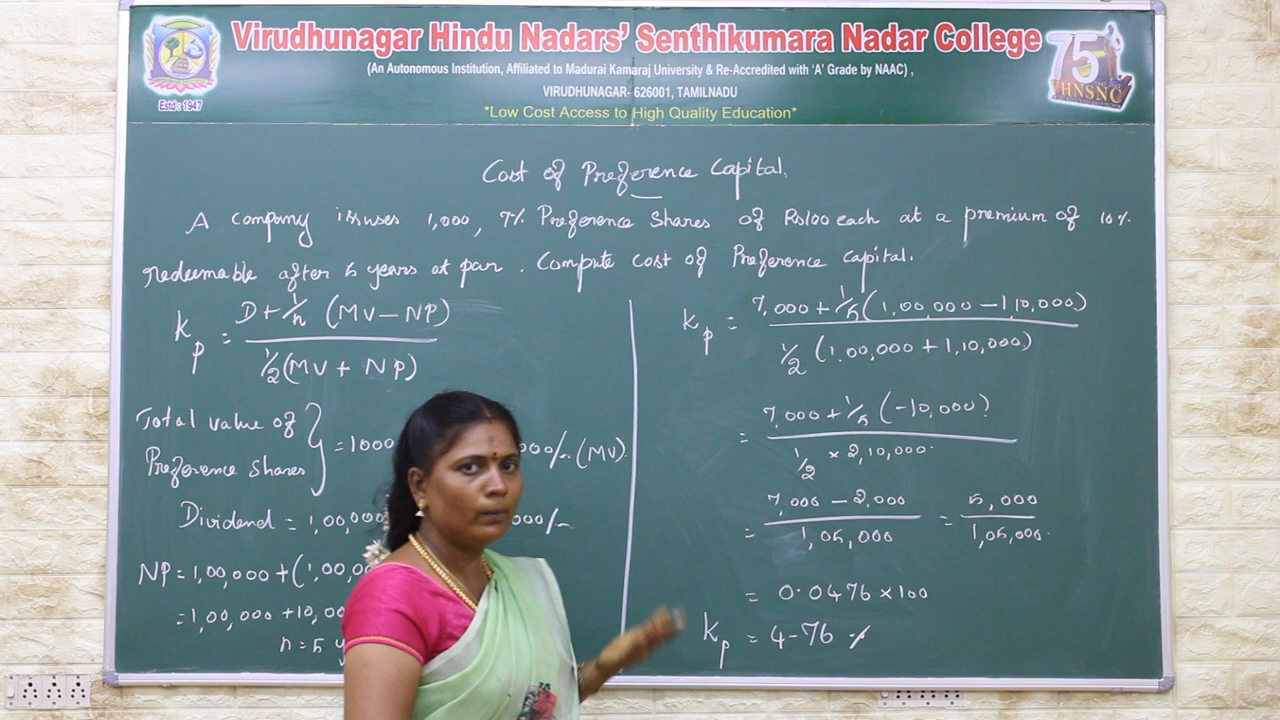 Virudhunagar Hindu Nadars' Senthikumara Nadar College
(An Autonomous Institution, Affiliated to Madurai Kamaraj University & Re-Accredited with 'A' Grade by NAAC) ,
VIRUDHUNAGAR- 626001, TAMILNADU
*Low Cost Access to High Quality Education*
Estd : 1947
75
VHNSNC
Cost of Preference Capital.
A company issuses 1,000, 7% Preference Shares of Rs100 each at a premium of 10%
redeemable after 5 years at par. Compute cost of Preference capital.
Kp = D + 1/n (MV - NP)
1/2 (MV + NP)
Total value of
Preference Shares } = 1000 000/-. (MV)
Dividend = 1,00,000 000/-
NP = 1,00,000 + (1,00,00
= 1,00,000 + 10,00
n = 5 y
Kp = 7,000 + 1/5 (1,00,000 - 1,10,000)
1/2 (1,00,000 + 1,10,000)
= 7,000 + 1/5 (-10,000)
1/2 × 2,10,000
= 7,000 - 2,000 = 5,000
1,05,000 1,05,000
= 0.0476 × 100
Kp = 4-76 %